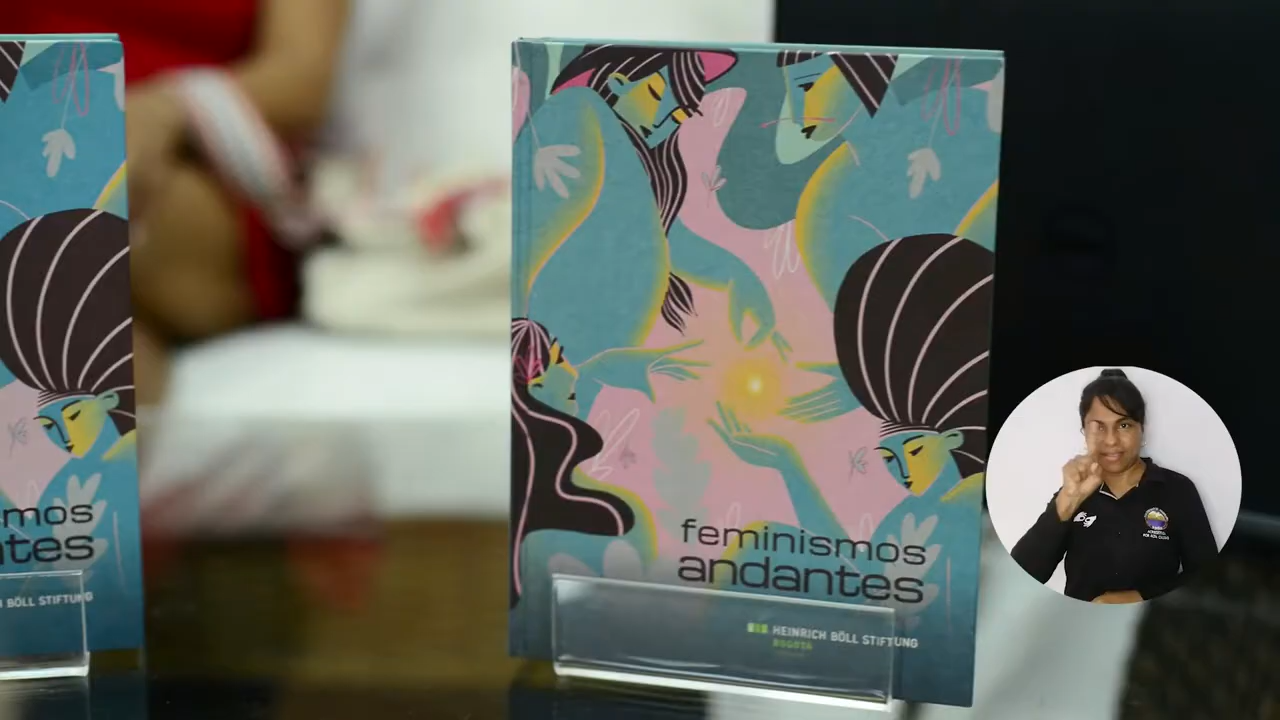 mos
ntes
BÖLL STIFTUNG
feminismos
andantes
HEINRICH BÖLL STIFTUNG
BOGOTÁ